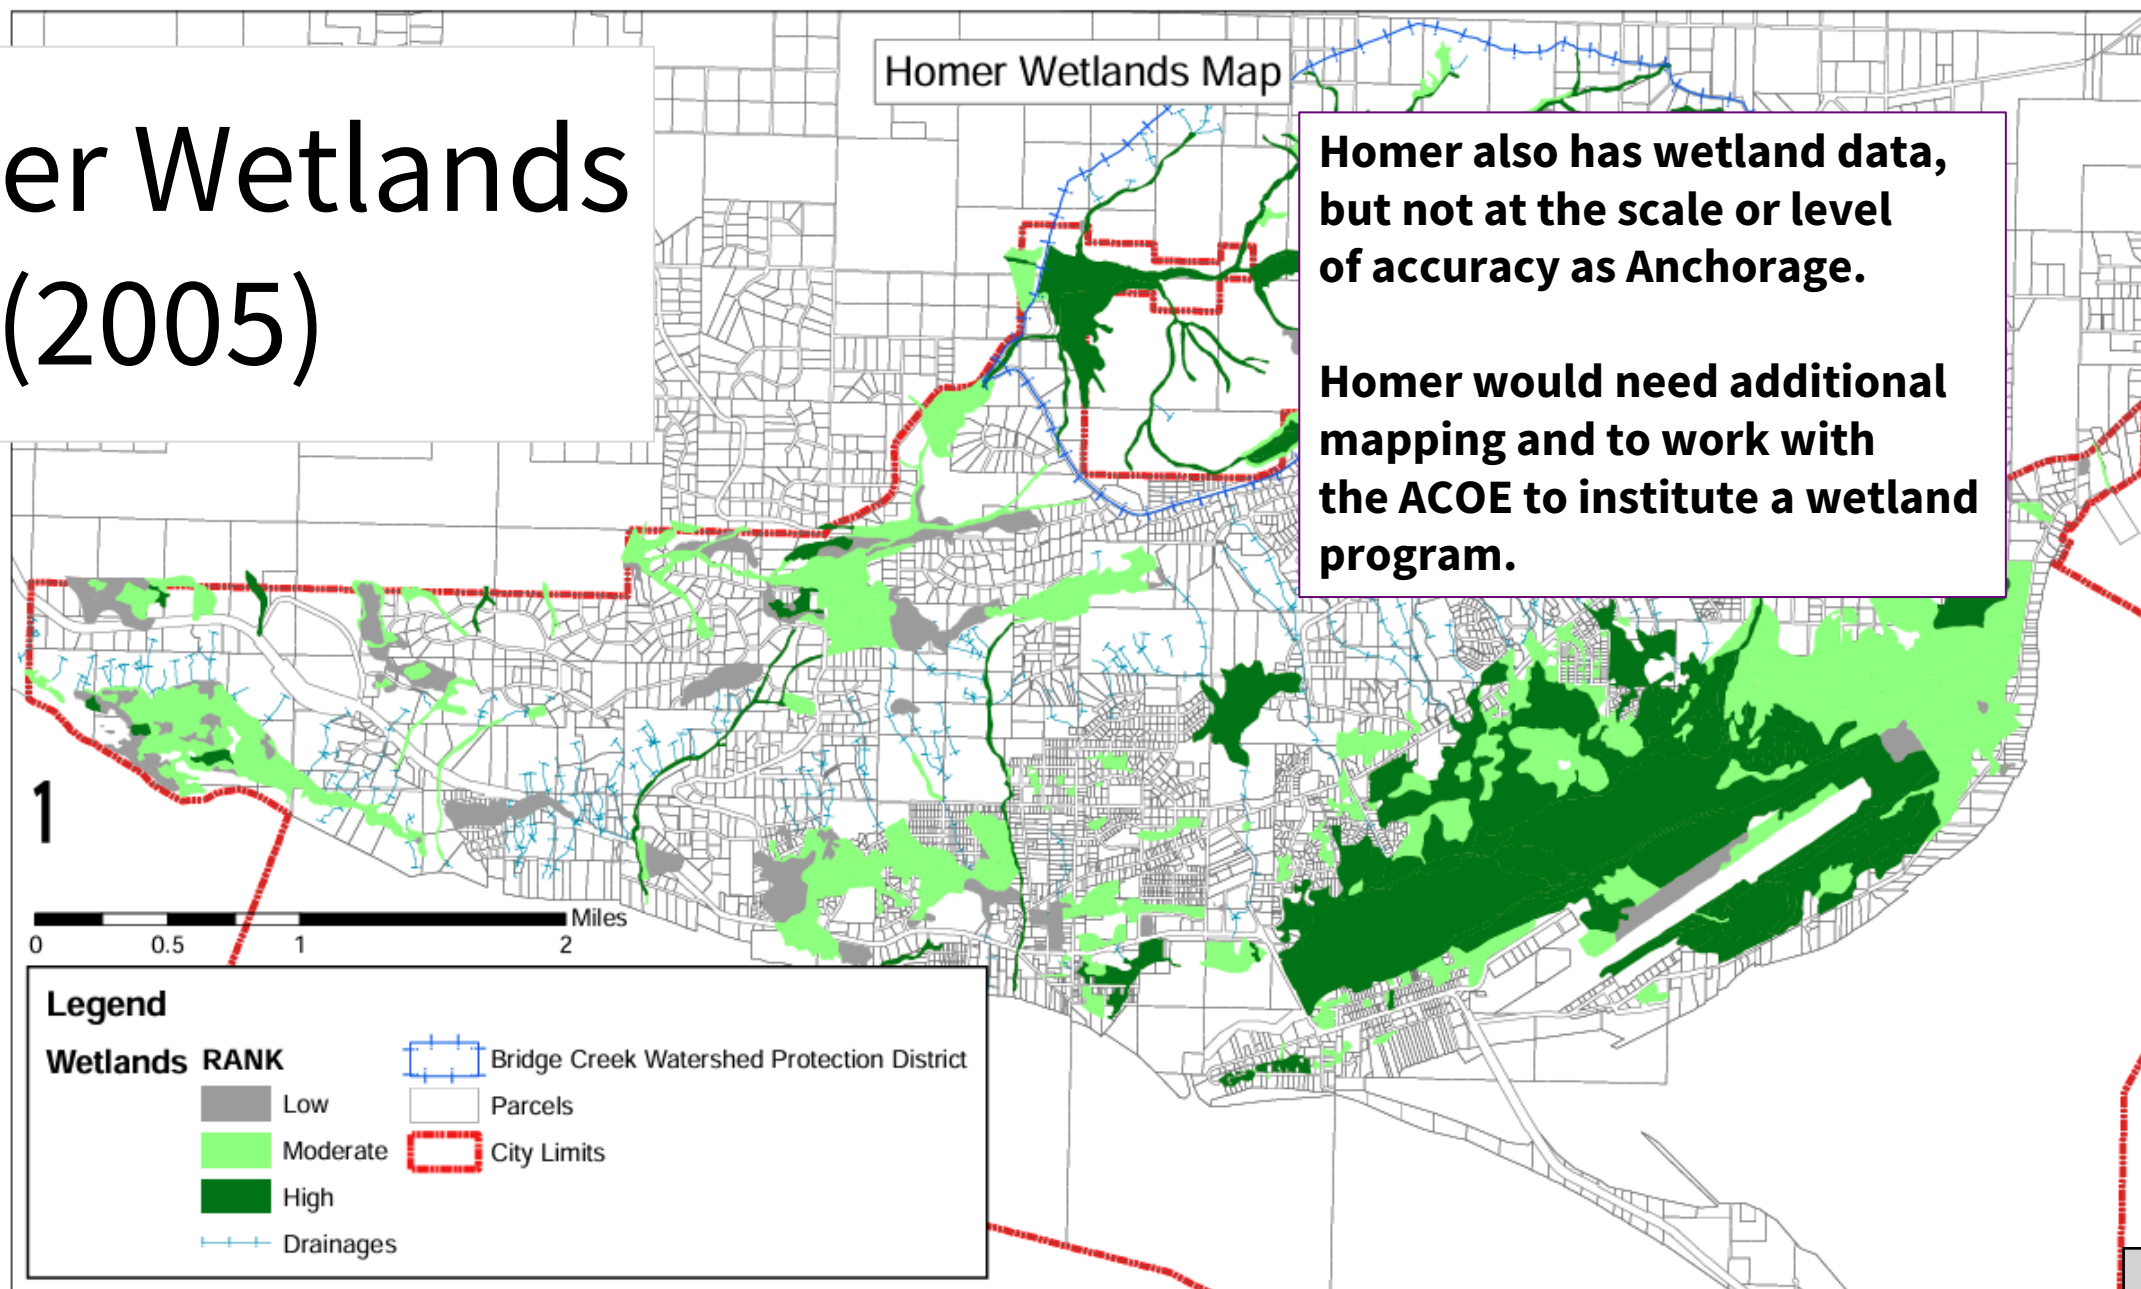 Homer Wetlands Map
er Wetlands
(2005)
Homer also has wetland data,
but not at the scale or level
of accuracy as Anchorage.
Homer would need additional
mapping and to work with
the ACOE to institute a wetland
program.
1
Miles
0 0.5 1 2
Legend
Wetlands RANK
Low
Moderate
High
Drainages
Bridge Creek Watershed Protection District
Parcels
City Limits